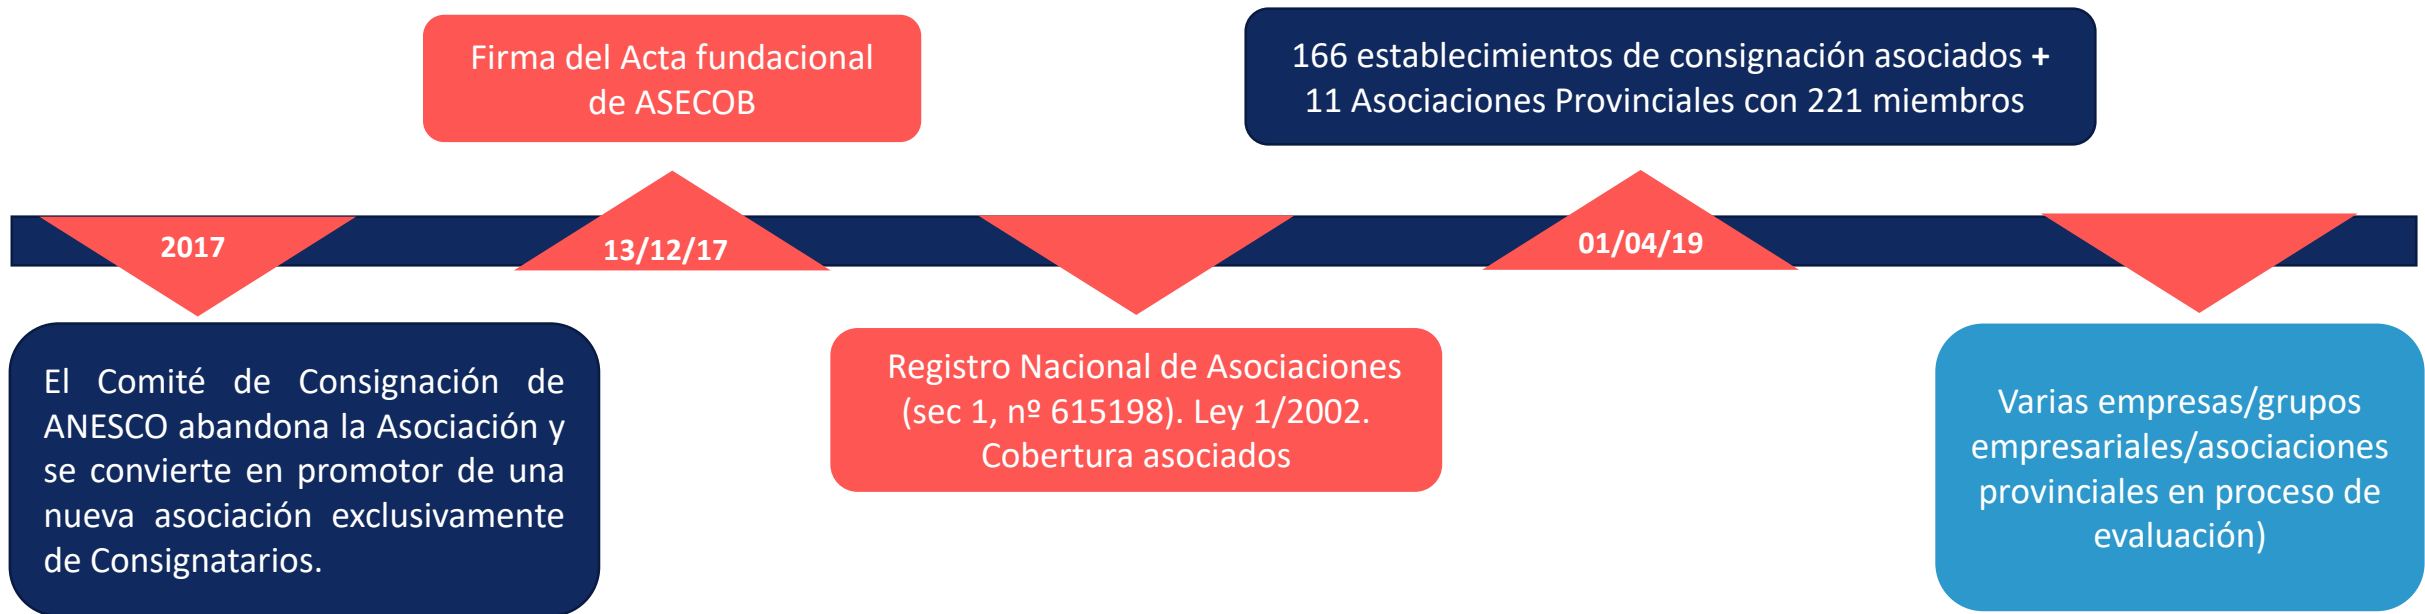 Firma del Acta fundacional
de ASECOB
166 establecimientos de consignación asociados +
11 Asociaciones Provinciales con 221 miembros
2017
13/12/17
01/04/19
El Comité de Consignación de
ANESCO abandona la Asociación y
se convierte en promotor de una
nueva asociación exclusivamente
de Consignatarios.
Registro Nacional de Asociaciones
(sec 1, nº 615198). Ley 1/2002.
Cobertura asociados
Varias empresas/grupos
empresariales/asociaciones
provinciales en proceso de
evaluación)